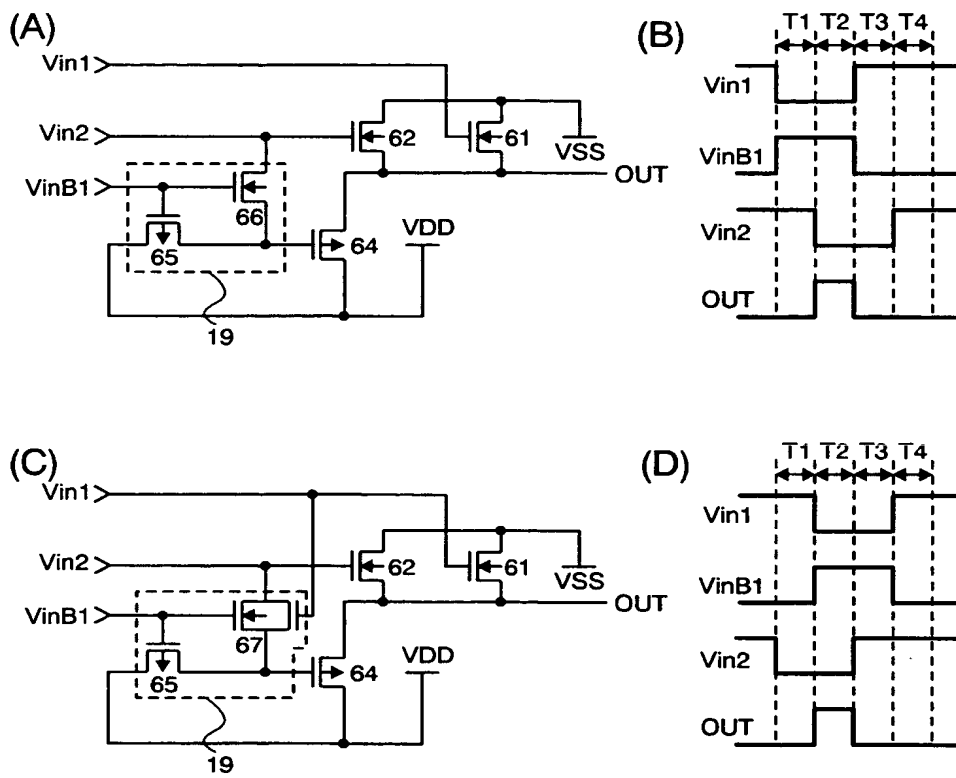 (A)
Vin1
Vin2
VinB1
62
61
VSS
OUT
66
65
64
VDD
19
(B)
T1 T2 T3 T4
Vin1
VinB1
Vin2
OUT
(C)
Vin1
Vin2
VinB1
62
61
VSS
OUT
67
65
64
VDD
19
(D)
T1 T2 T3 T4
Vin1
VinB1
Vin2
OUT